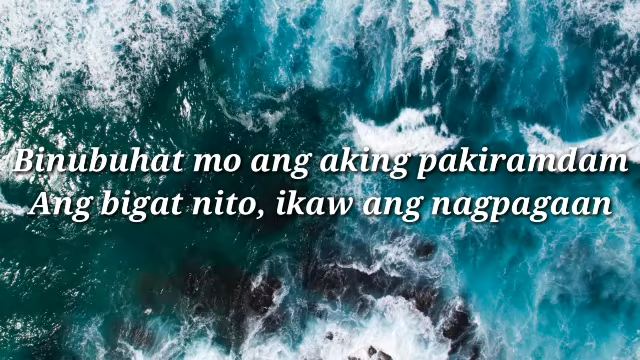 Binubuhat mo ang aking pakiramdam
Ang bigat nito, ikaw ang nagpagaan